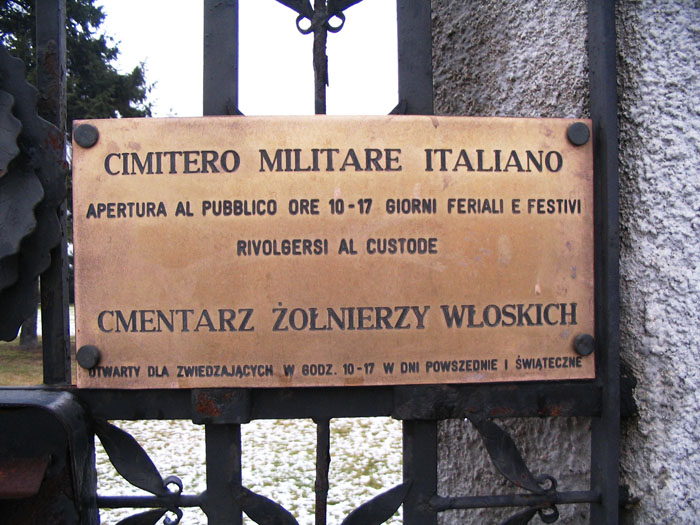 CIMITERO MILITARE ITALIANO
APERTURA AL PUBBLICO ORE 10-17 GIORNI FERIALI E FESTIVI
RIVOLGERSI AL CUSTODE
CMENTARZ ŻOŁNIERZY WŁOSKICH
OTWARTY DLA ZWIEDZAJĄCYCH W GODZ. 10-17 W DNI POWSZEDNIE I ŚWIĄTECZNE